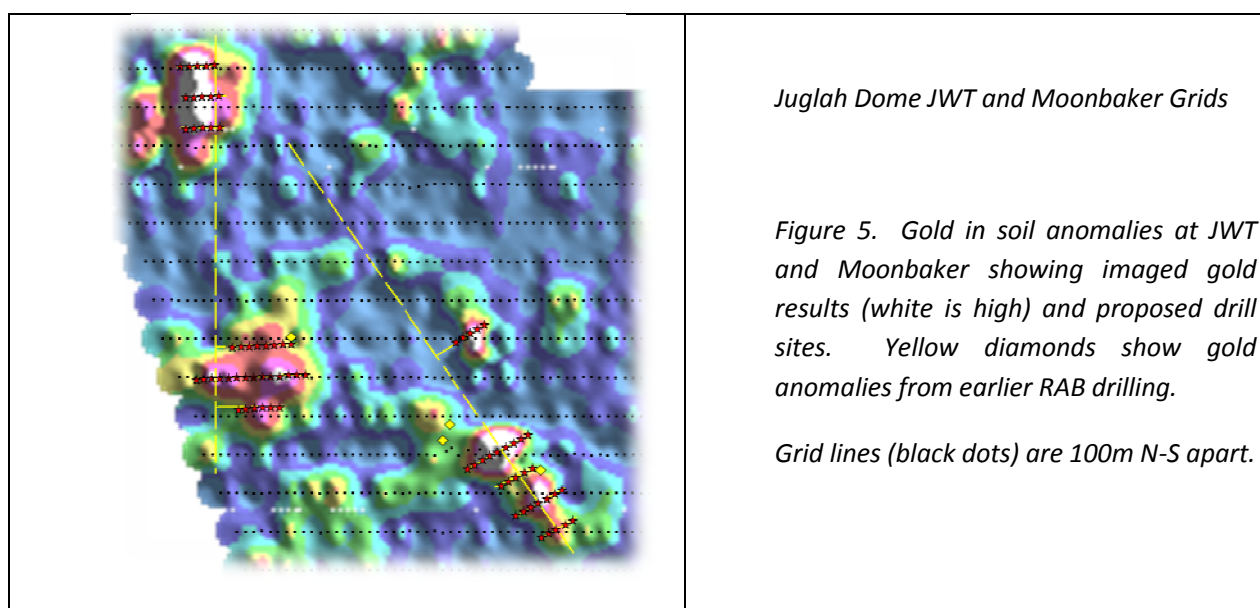 Juglah Dome JWT and Moonbaker Grids
Figure 5. Gold in soil anomalies at JWT
and Moonbaker showing imaged gold
results (white is high) and proposed drill
sites. Yellow diamonds show gold
anomalies from earlier RAB drilling.
Grid lines (black dots) are 100m N-S apart.